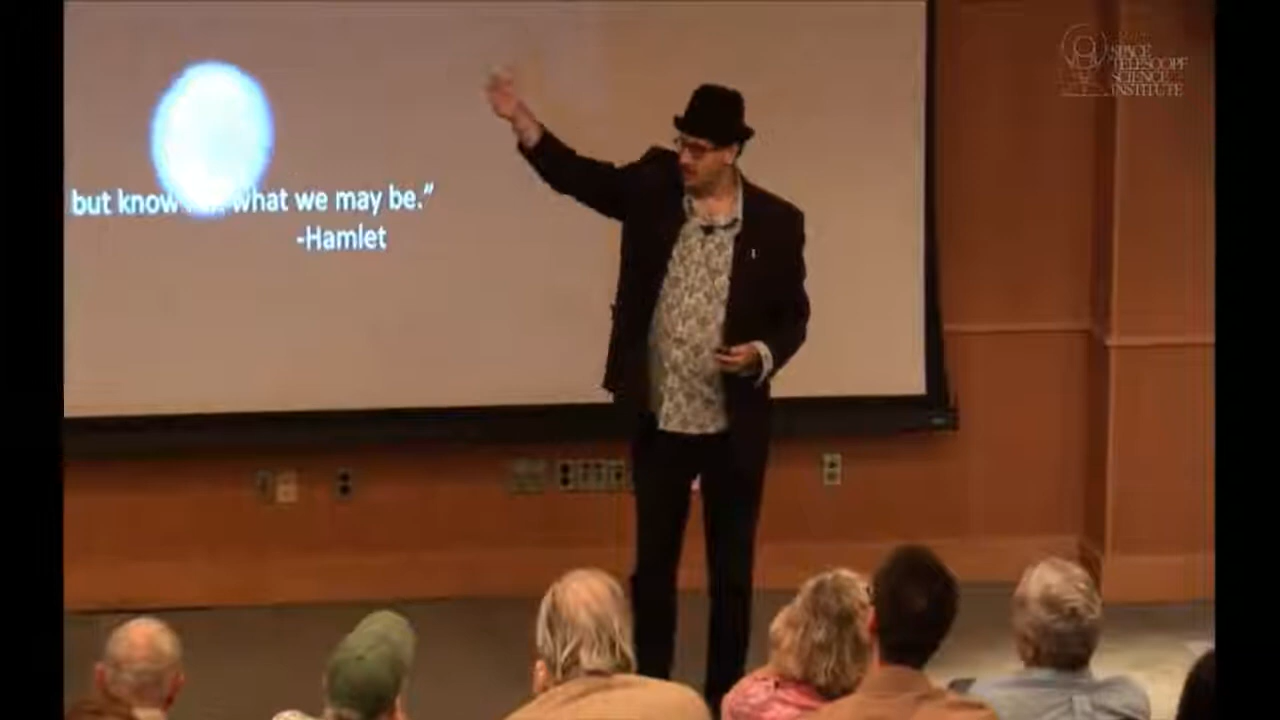 but know what we may be.”
-Hamlet
SPACE
TELESCOPE
SCIENCE
INSTITUTE